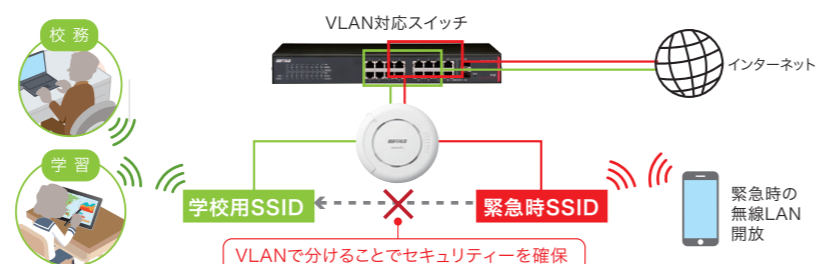 VLAN対応スイッチ
校務
インターネット
BUFFALO
BUFFALO
学習
学校用SSID
緊急時SSID
緊急時の
無線LAN
開放
VLANで分けることでセキュリティーを確保